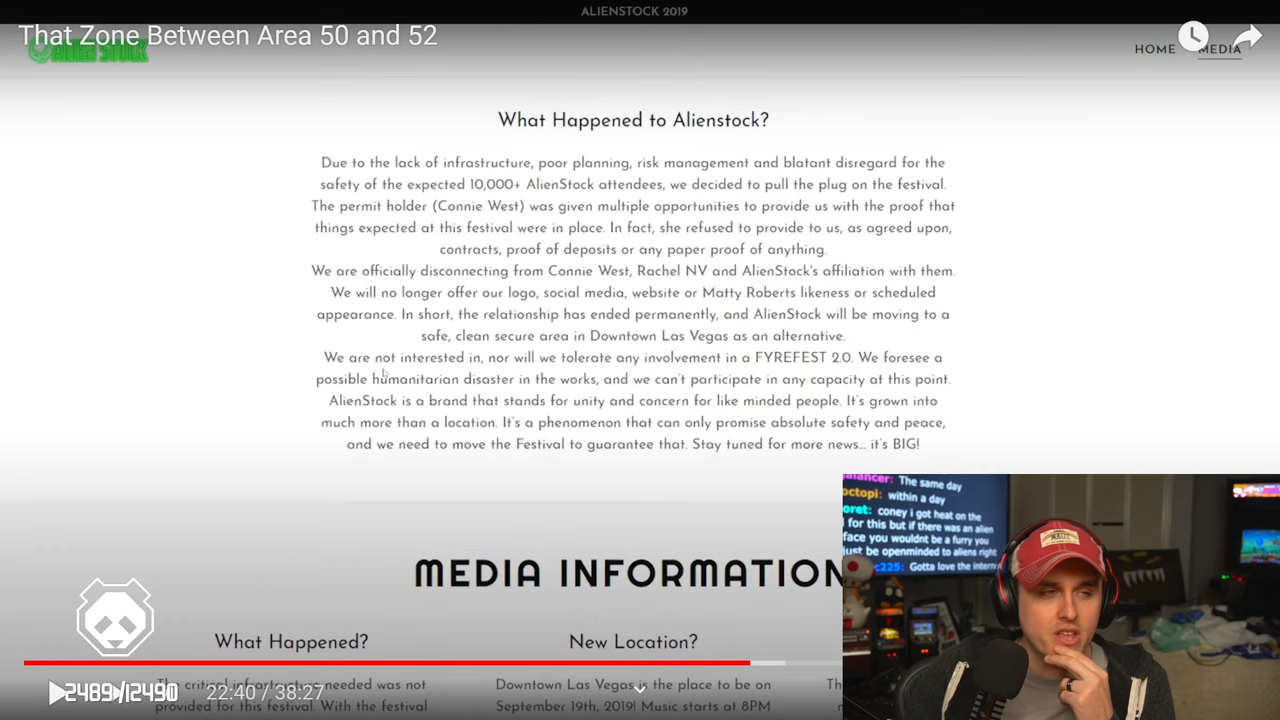 ALIENSTOCK 2019
That Zone Between Area 50 and 52
ALIEN STOCK
HOME
MEDIA
What Happened to Alienstock?
Due to the lack of infrastructure, poor planning, risk management and blatant disregard for the
safety of the expected 10,000+ AlienStock attendees, we decided to pull the plug on the festival.
The permit holder (Connie West) was given multiple opportunities to provide us with the proof that
things expected at this festival were in place. In fact, she refused to provide to us, as agreed upon,
contracts, proof of deposits or any paper proof of anything.
We are officially disconnecting from Connie West, Rachel NV and AlienStock's affiliation with them.
We will no longer offer our logo, social media, website or Matty Roberts likeness or scheduled
appearance. In short, the relationship has ended permanently, and AlienStock will be moving to a
safe, clean secure area in Downtown Las Vegas as an alternative.
We are not interested in, nor will we tolerate any involvement in a FYREFEST 2.0. We foresee a
possible humanitarian disaster in the works, and we can't participate in any capacity at this point.
AlienStock is a brand that stands for unity and concern for like minded people. It's grown into
much more than a location. It's a phenomenon that can only promise absolute safety and peace,
and we need to move the Festival to guarantee that. Stay tuned for more news... it's BIG!
MEDIA INFORMATION
What Happened?
New Location?
The critical infrastructure needed was not
provided for this festival. With the festival
Downtown Las Vegas is the place to be on
September 19th, 2019! Music starts at 8PM
2489/12490
22:40 / 38:27
The same day
octopi: within a day
oret: coney i got heat on the
for this but if there was an alien
face you wouldnt be a furry you
just be openminded to aliens right
c225: Gotta love the intern